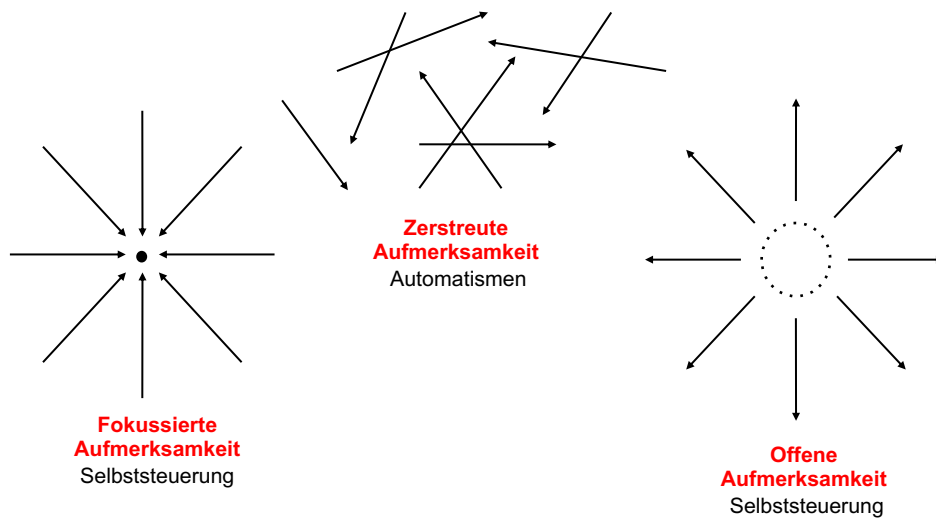 Zerstreute
Aufmerksamkeit
Automatismen
Fokussierte
Aufmerksamkeit
Selbststeuerung
Offene
Aufmerksamkeit
Selbststeuerung